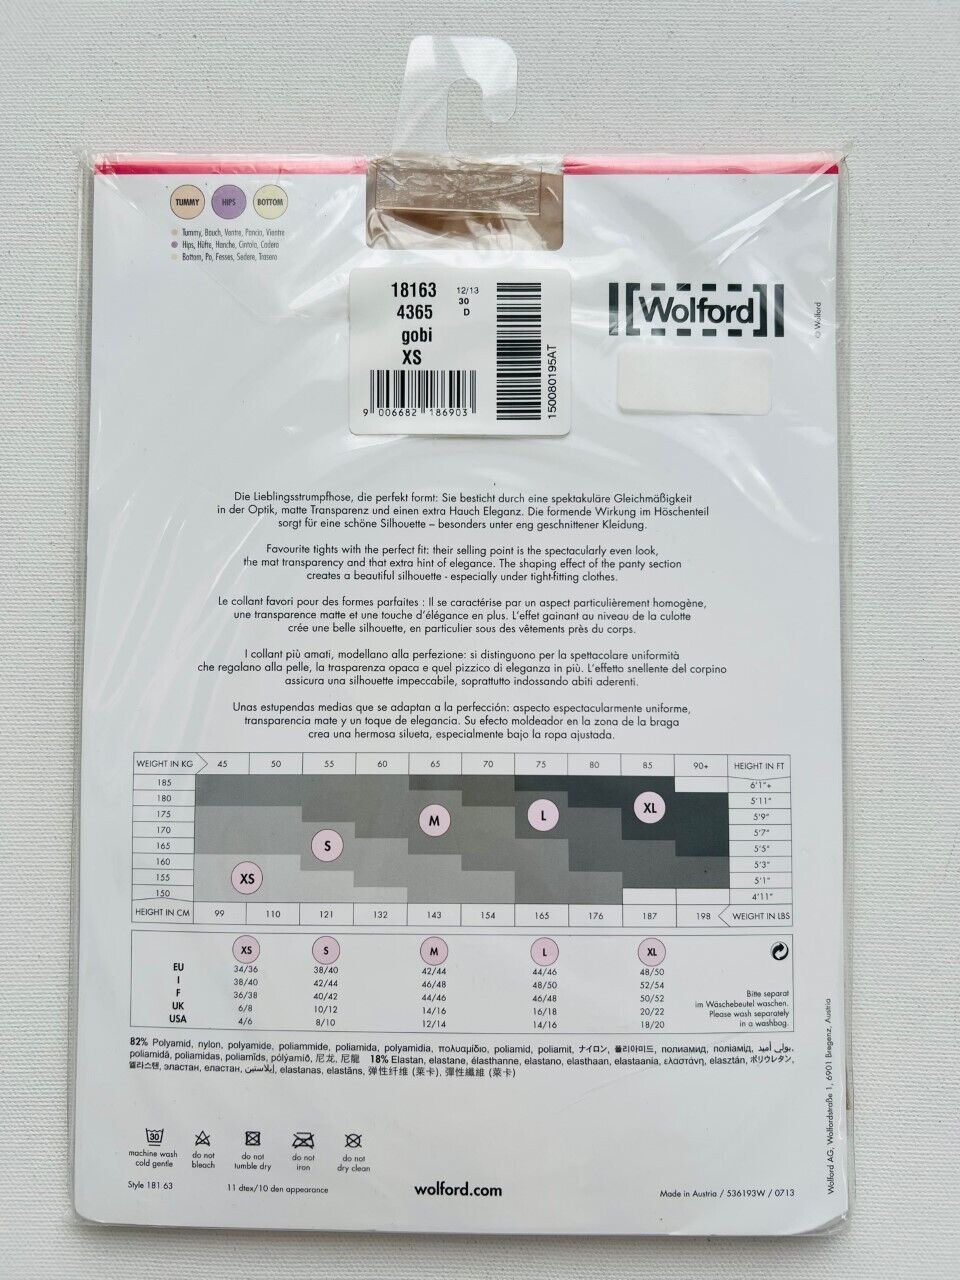 TUMMY HIPS BOTTOM
Tummy, Bauch, Ventre, Pancia, Vientre
Hips, Hüfte, Hanche, Cintola, Cadera
Bottom, Po, Fesses, Sedere, Trasero
18163 12/13
4365 30 D
gobi
XS
9 006682 186903
150080195AT
Wolford
© Wolford
Die Lieblingsstrumpfhose, die perfekt formt: Sie besticht durch eine spektakuläre Gleichmäßigkeit
in der Optik, matte Transparenz und einen extra Hauch Eleganz. Die formende Wirkung im Höschenteil
sorgt für eine schöne Silhouette – besonders unter eng geschnittener Kleidung.
Favourite tights with the perfect fit: their selling point is the spectacularly even look,
the mat transparency and that extra hint of elegance. The shaping effect of the panty section
creates a beautiful silhouette - especially under tight-fitting clothes.
Le collant favori pour des formes parfaites : Il se caractérise par un aspect particulièrement homogène,
une transparence matte et une touche d'élégance en plus. L'effet gainant au niveau de la culotte
crée une belle silhouette, en particulier sous des vêtements près du corps.
I collant più amati, modellano alla perfezione: si distinguono per la spettacolare uniformità
che regalano alla pelle, la trasparenza opaca e quel pizzico di eleganza in più. L'effetto snellente del corpino
assicura una silhouette impeccabile, soprattutto indossando abiti aderenti.
Unas estupendas medias que se adaptan a la perfección: aspecto espectacularmente uniforme,
transparencia mate y un toque de elegancia. Su efecto moldeador en la zona de la braga
crea una hermosa silueta, especialmente bajo la ropa ajustada.
WEIGHT IN KG 45 50 55 60 65 70 75 80 85 90+ HEIGHT IN FT
185 6'1"+
180 5'11"
175 5'9"
170 5'7"
165 5'5"
160 5'3"
155 5'1"
150 4'11"
XS S M L XL
HEIGHT IN CM 99 110 121 132 143 154 165 176 187 198 WEIGHT IN LBS
XS S M L XL
EU 34/36 38/40 42/44 44/46 48/50
I 38/40 42/44 46/48 48/50 52/54
F 36/38 40/42 44/46 46/48 50/52
UK 6/8 10/12 14/16 16/18 20/22
USA 4/6 8/10 12/14 14/16 18/20
Bitte separat
im Wäschebeutel waschen.
Please wash separately
in a washbag.
82% Polyamid, nylon, polyamide, poliammide, poliamida, polyamidia, πολυαμίδιο, poliamid, poliamit, ナイロン, 폴리아미드, полиамид, поліамід, بولي أميد,
poliamidă, poliamidas, poliamīds, pólýamíð, 尼龙, 尼龍 18% Elastan, elastane, élasthanne, elastano, elasthaan, elastaania, ελαστάνη, elasztán, ポリウレタン,
엘라스텐, эластан, еластан, إيلاستين, elastanas, elastāns, 弹性纤维 (莱卡), 彈性纖維 (萊卡)
30
machine wash
cold gentle
do not
bleach
do not
tumble dry
do not
iron
do not
dry clean
Style 181 63
11 dtex/10 den appearance
wolford.com
Made in Austria / 536193W / 0713
Wolford AG, Wolfordstraße 1, 6901 Bregenz, Austria